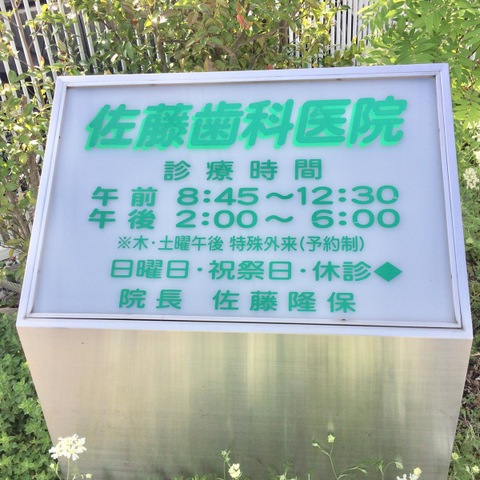 佐藤歯科医院
診療時間
午前 8:45～12:30
午後 2:00～ 6:00
※木・土曜午後 特殊外来(予約制)
日曜日・祝祭日・休診◆
院長 佐藤隆保